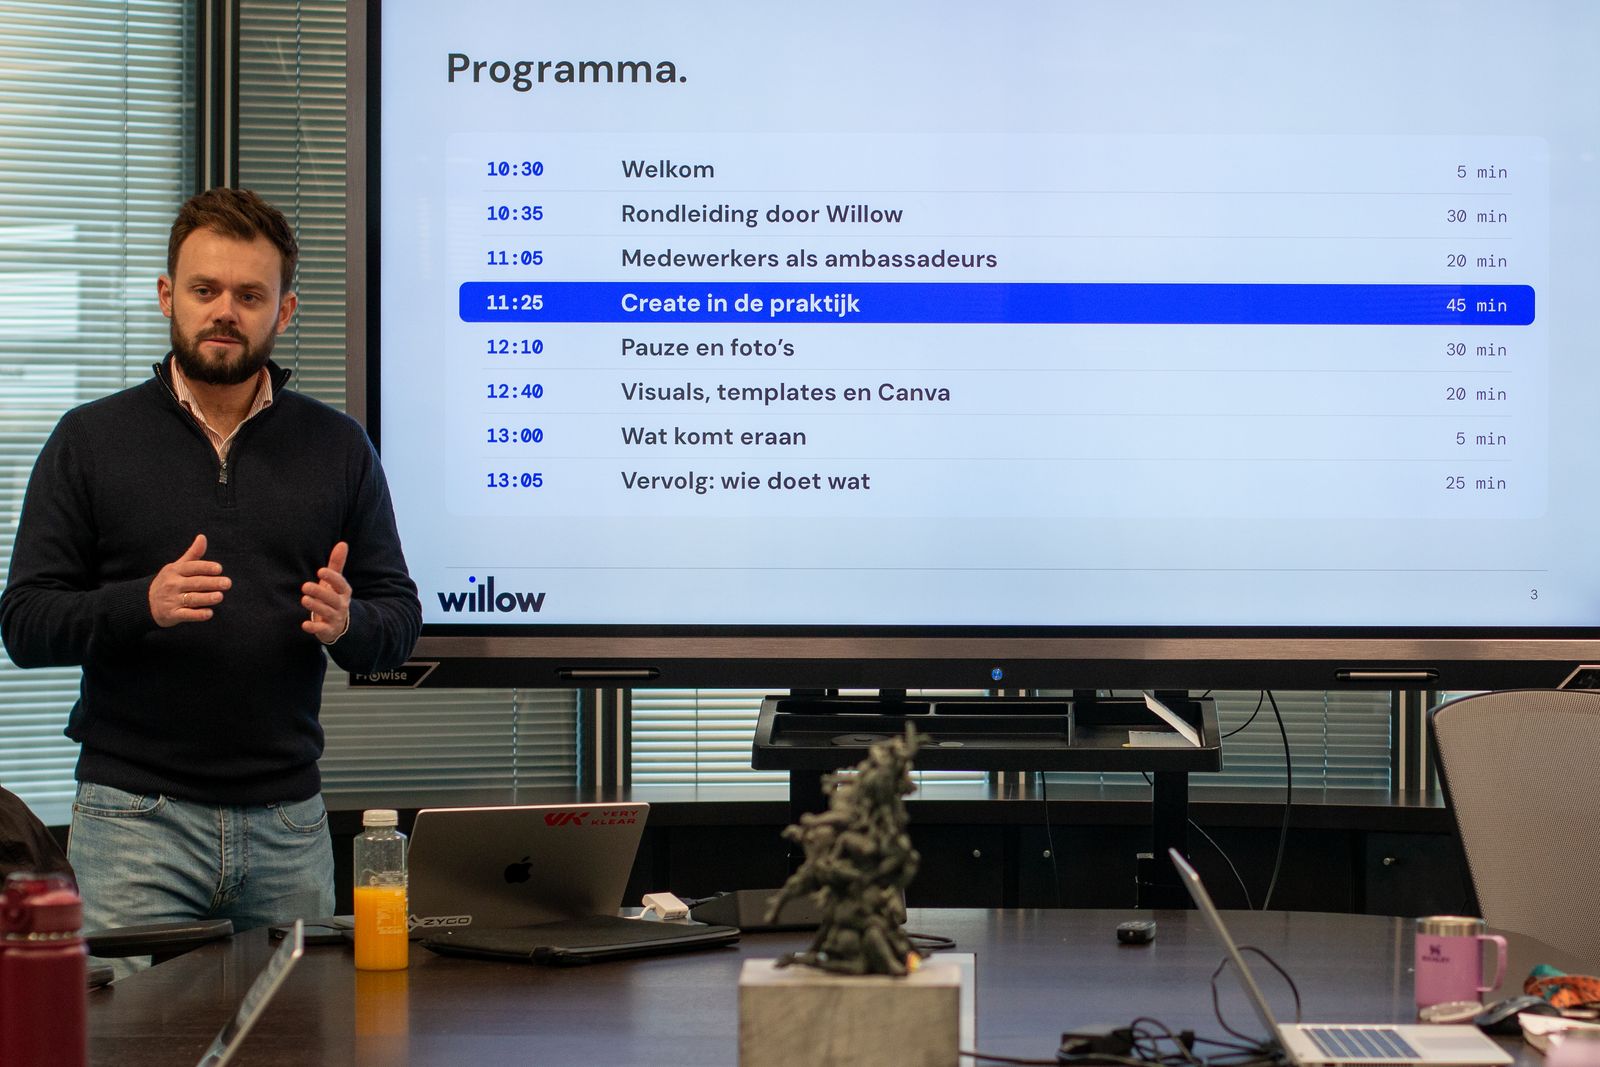 Programma.
10:30 Welkom 5 min
10:35 Rondleiding door Willow 30 min
11:05 Medewerkers als ambassadeurs 20 min
11:25 Create in de praktijk 45 min
12:10 Pauze en foto’s 30 min
12:40 Visuals, templates en Canva 20 min
13:00 Wat komt eraan 5 min
13:05 Vervolg: wie doet wat 25 min
willow
3
Prowise
VERY
KLEAR
ZYGO
STANLEY